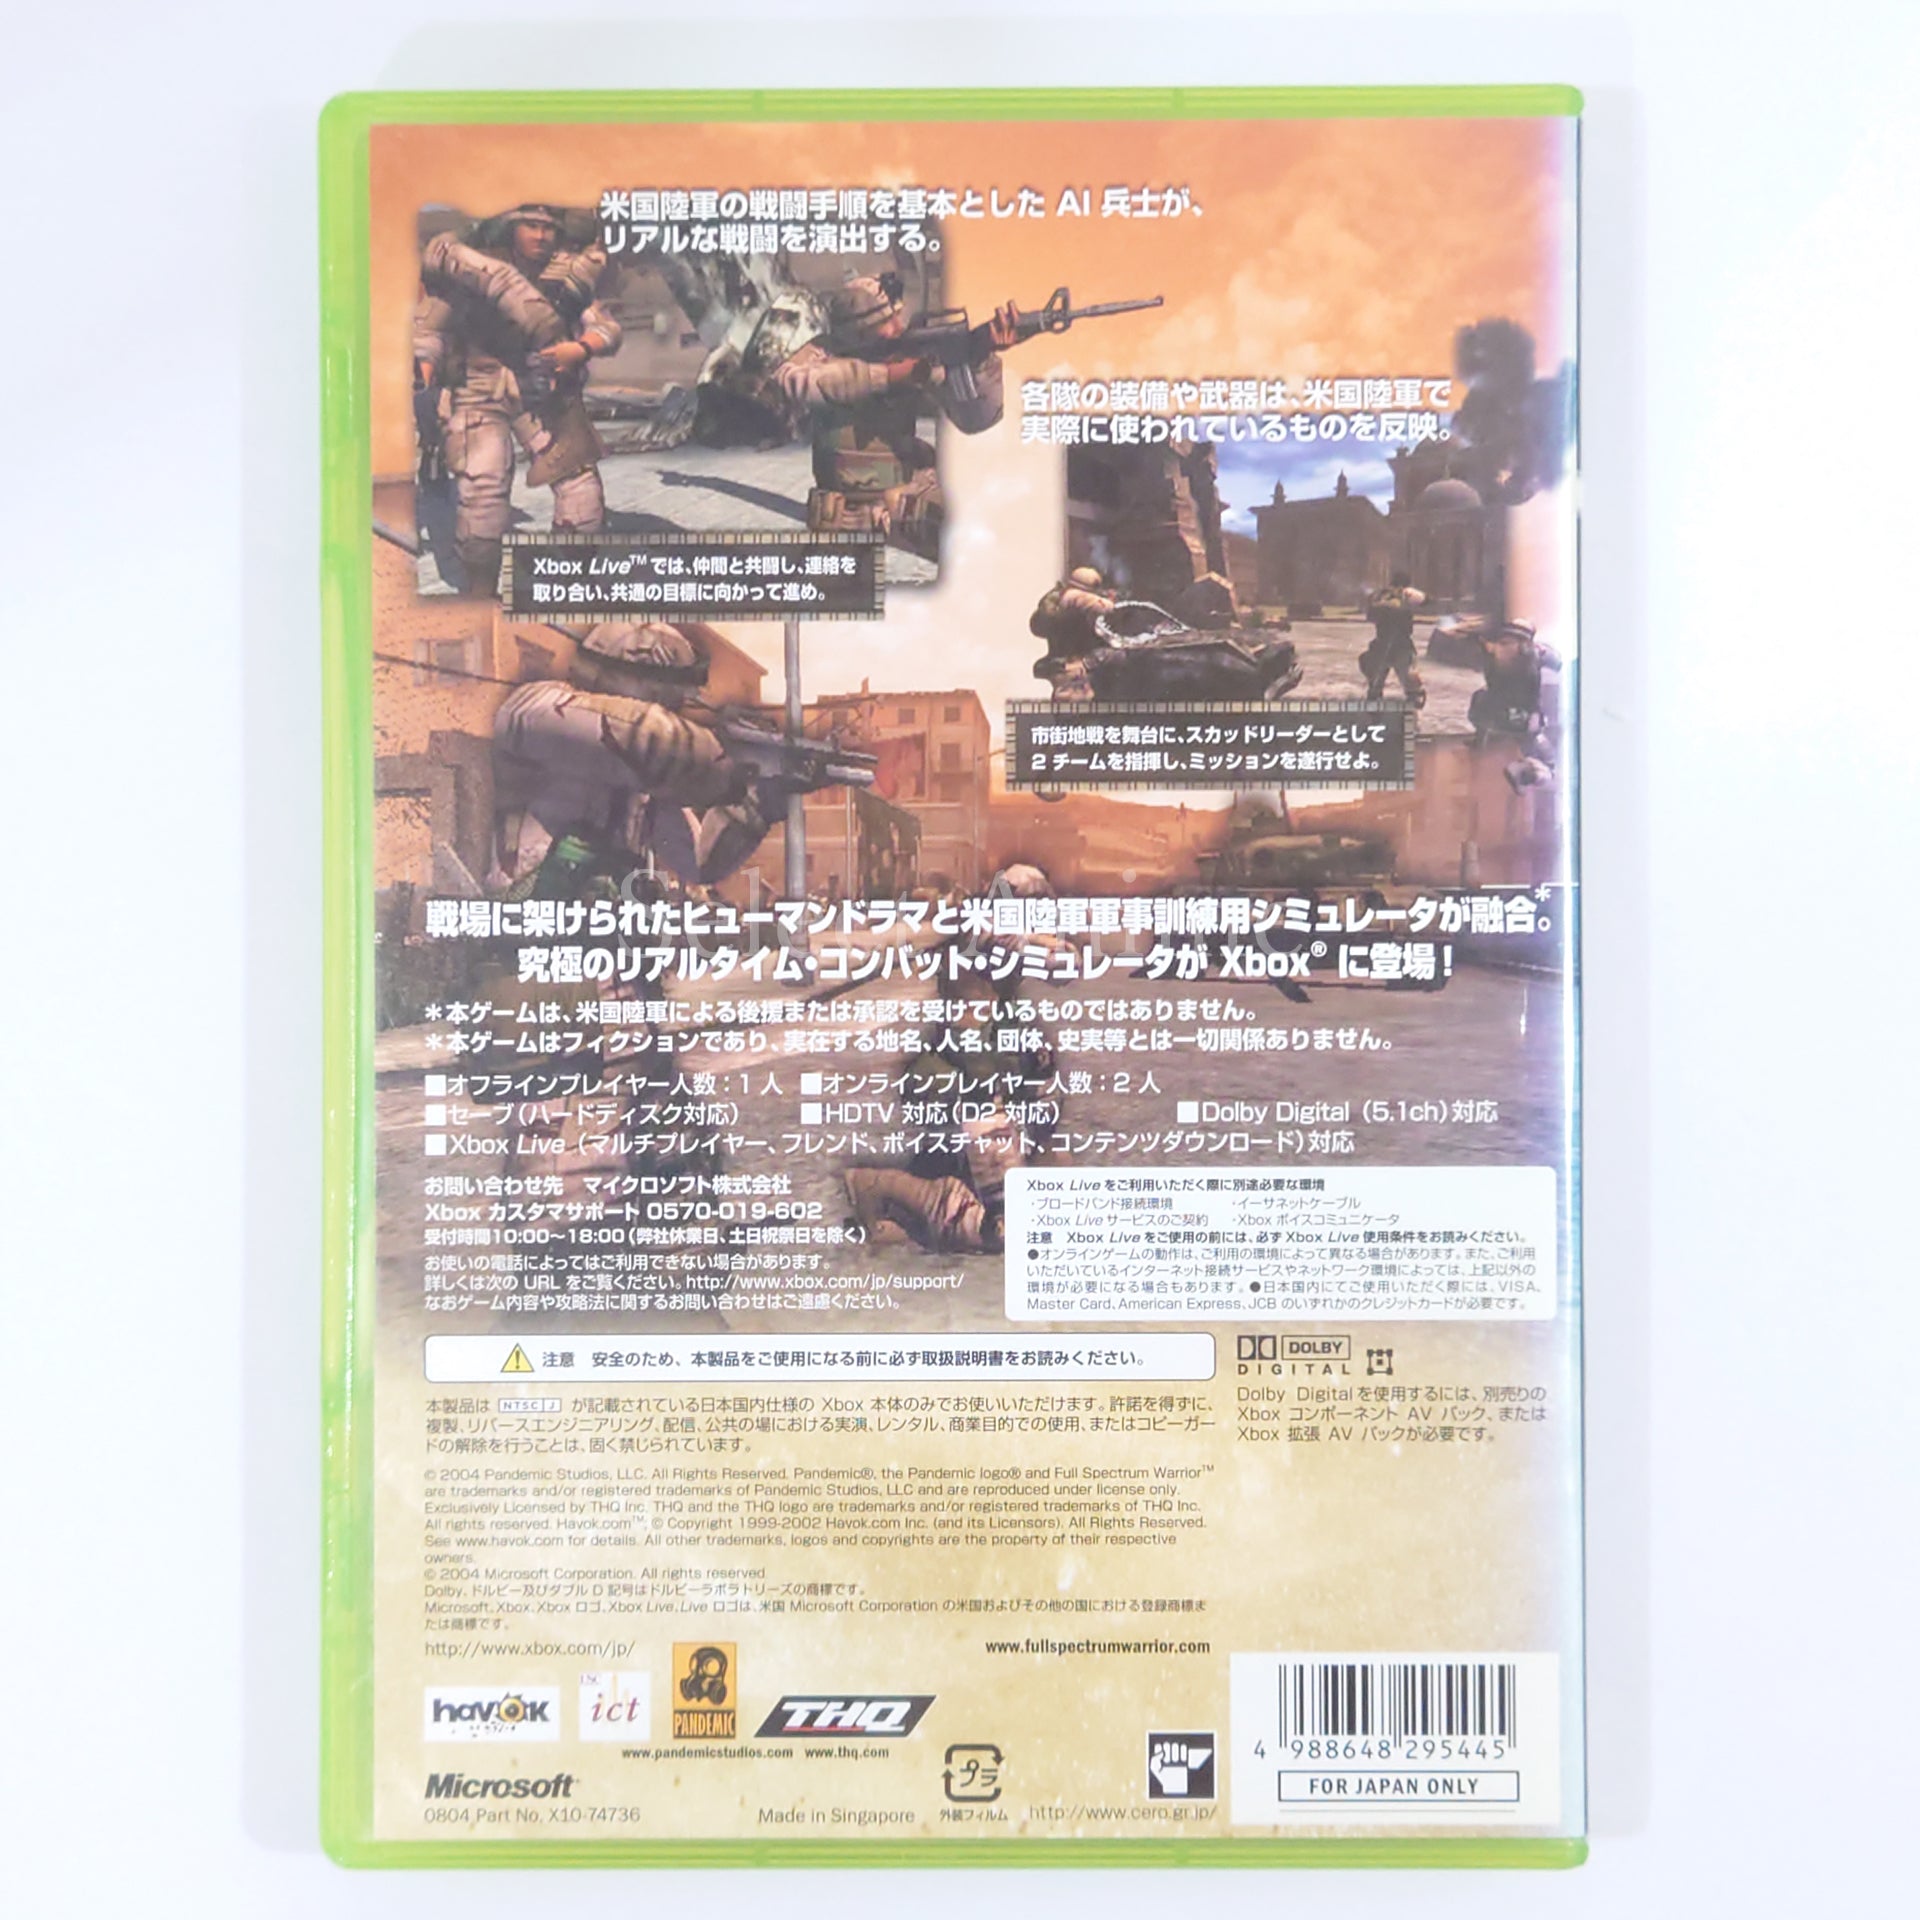 米国陸軍の戦闘手順を基本とした AI 兵士が、
リアルな戦闘を演出する。
各隊の装備や武器は、米国陸軍で
実際に使われているものを反映。
Xbox Live™ では、仲間と共闘し、連絡を
取り合い、共通の目標に向かって進め。
市街地戦を舞台に、スカッドリーダーとして
2 チームを指揮し、ミッションを遂行せよ。
戦場に架けられたヒューマンドラマと米国陸軍軍事訓練用シミュレータが融合。*
究極のリアルタイム・コンバット・シミュレータが Xbox® に登場！
Select Anime
＊本ゲームは、米国陸軍による後援または承認を受けているものではありません。
＊本ゲームはフィクションであり、実在する地名、人名、団体、史実等とは一切関係ありません。
■オフラインプレイヤー人数：1 人 ■オンラインプレイヤー人数：2 人
■セーブ（ハードディスク対応） ■HDTV 対応（D2 対応） ■Dolby Digital（5.1ch）対応
■Xbox Live（マルチプレイヤー、フレンド、ボイスチャット、コンテンツダウンロード）対応
お問い合わせ先　マイクロソフト株式会社
Xbox カスタマサポート 0570-019-602
受付時間10:00〜18:00（弊社休業日、土日祝祭日を除く）
お使いの電話によってはご利用できない場合があります。
詳しくは次の URL をご覧ください。http://www.xbox.com/jp/support/
なおゲーム内容や攻略法に関するお問い合わせはご遠慮ください。
Xbox Live をご利用いただく際に別途必要な環境
・ブロードバンド接続環境 ・イーサネットケーブル
・Xbox Live サービスのご契約 ・Xbox ボイスコミュニケータ
注意　Xbox Live をご使用の前には、必ず Xbox Live 使用条件をお読みください。
●オンラインゲームの動作は、ご利用の環境によって異なる場合があります。また、ご利用
いただいているインターネット接続サービスやネットワーク環境によっては、上記以外の
環境が必要になる場合もあります。●日本国内にてご使用いただく際には、VISA、
Master Card、American Express、JCB のいずれかのクレジットカードが必要です。
注意　安全のため、本製品をご使用になる前に必ず取扱説明書をお読みください。
DOLBY
DIGITAL
Dolby Digital を使用するには、別売りの
Xbox コンポーネント AV パック、または
Xbox 拡張 AV パックが必要です。
本製品は NTSC J が記載されている日本国内仕様の Xbox 本体のみでお使いいただけます。許諾を得ずに、
複製、リバースエンジニアリング、配信、公共の場における実演、レンタル、商業目的での使用、またはコピーガー
ドの解除を行うことは、固く禁じられています。
© 2004 Pandemic Studios, LLC. All Rights Reserved. Pandemic®, the Pandemic logo® and Full Spectrum Warrior™
are trademarks and/or registered trademarks of Pandemic Studios, LLC and are reproduced under license only.
Exclusively Licensed by THQ Inc. THQ and the THQ logo are trademarks and/or registered trademarks of THQ Inc.
All rights reserved. Havok.com™; © Copyright 1999-2002 Havok.com Inc. (and its Licensors). All Rights Reserved.
See www.havok.com for details. All other trademarks, logos and copyrights are the property of their respective
owners.
© 2004 Microsoft Corporation. All rights reserved
Dolby、ドルビー及びダブル D 記号はドルビーラボラトリーズの商標です。
Microsoft、Xbox、Xbox ロゴ、Xbox Live、Live ロゴは、米国 Microsoft Corporation の米国およびその他の国における登録商標ま
たは商標です。
http://www.xbox.com/jp/
www.fullspectrumwarrior.com
havok
USC
ict
PANDEMIC
THQ
www.pandemicstudios.com www.thq.com
Microsoft
0804 Part No. X10-74736
Made in Singapore
プラ
外装フィルム
http://www.cero.gr.jp/
4 988648 295445
FOR JAPAN ONLY